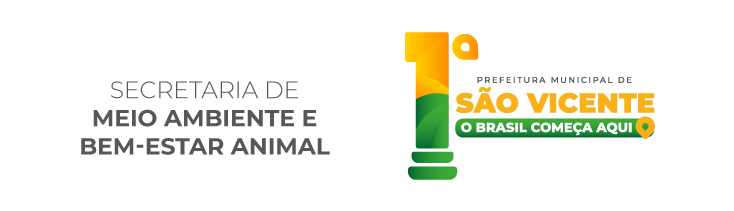 SECRETARIA DE
MEIO AMBIENTE E
BEM-ESTAR ANIMAL
1ª
PREFEITURA MUNICIPAL DE
SÃO VICENTE
O BRASIL COMEÇA AQUI